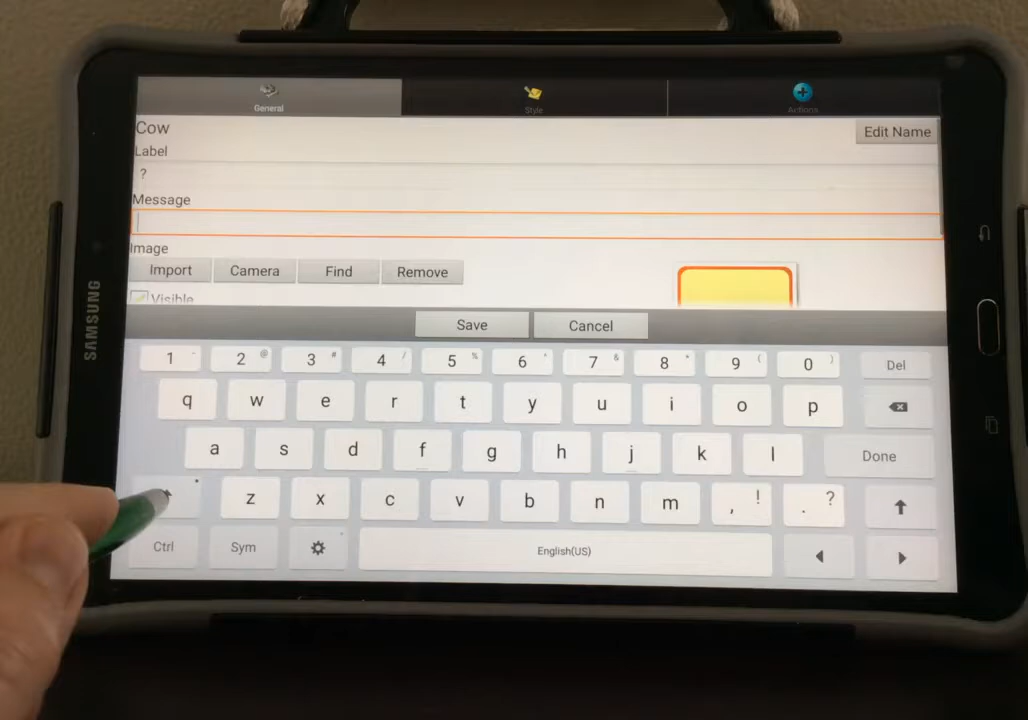 General Style Actions
Cow Edit Name
Label
?
Message
Image
Import Camera Find Remove
Visible
Save Cancel
SAMSUNG
1 - 2 @ 3 # 4 / 5 % 6 ^ 7 & 8 * 9 ( 0 ) Del
q w e r t y u i o p
a s d f g h j k l Done
z x c v b n m , ! . ?
Ctrl Sym English(US)